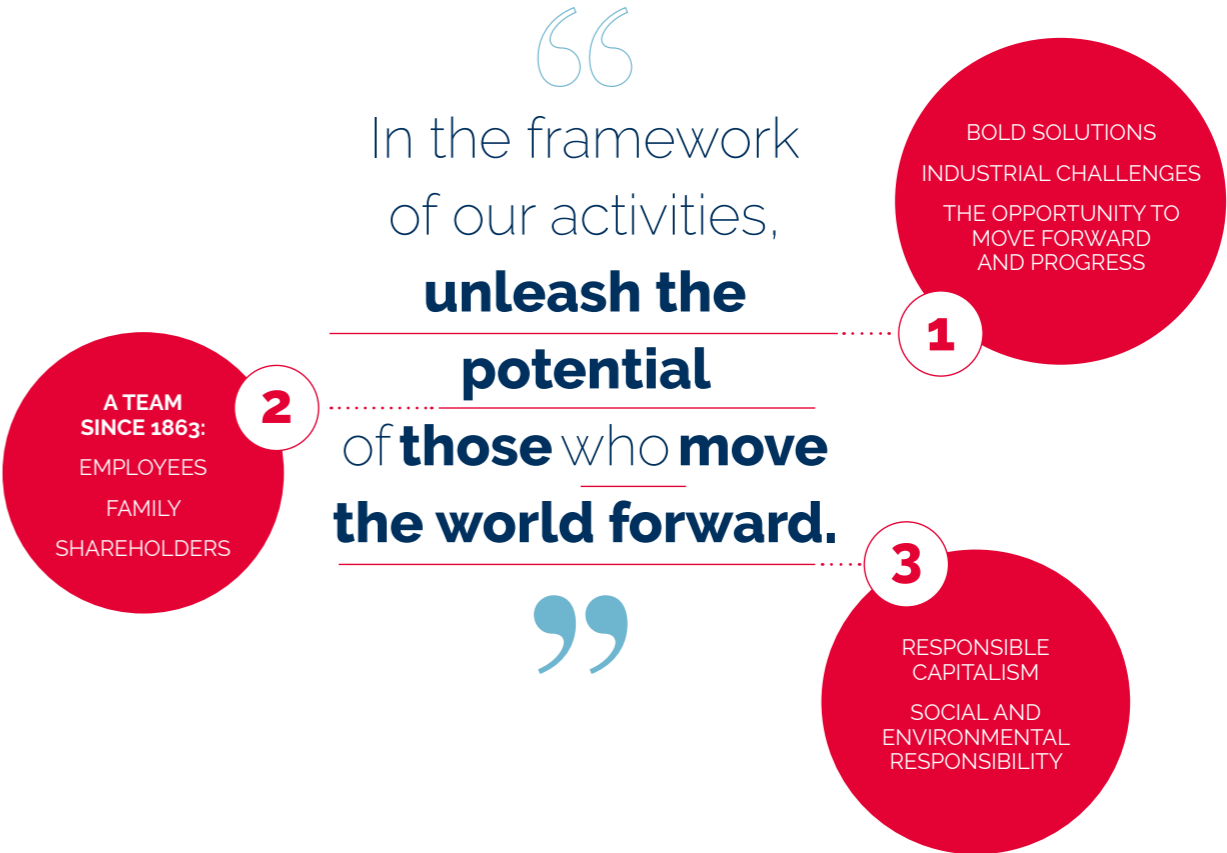 “
In the framework
of our activities,
unleash the
potential
of those who move
the world forward.
”
1
BOLD SOLUTIONS
INDUSTRIAL CHALLENGES
THE OPPORTUNITY TO
MOVE FORWARD
AND PROGRESS
2
A TEAM
SINCE 1863:
EMPLOYEES
FAMILY
SHAREHOLDERS
3
RESPONSIBLE
CAPITALISM
SOCIAL AND
ENVIRONMENTAL
RESPONSIBILITY